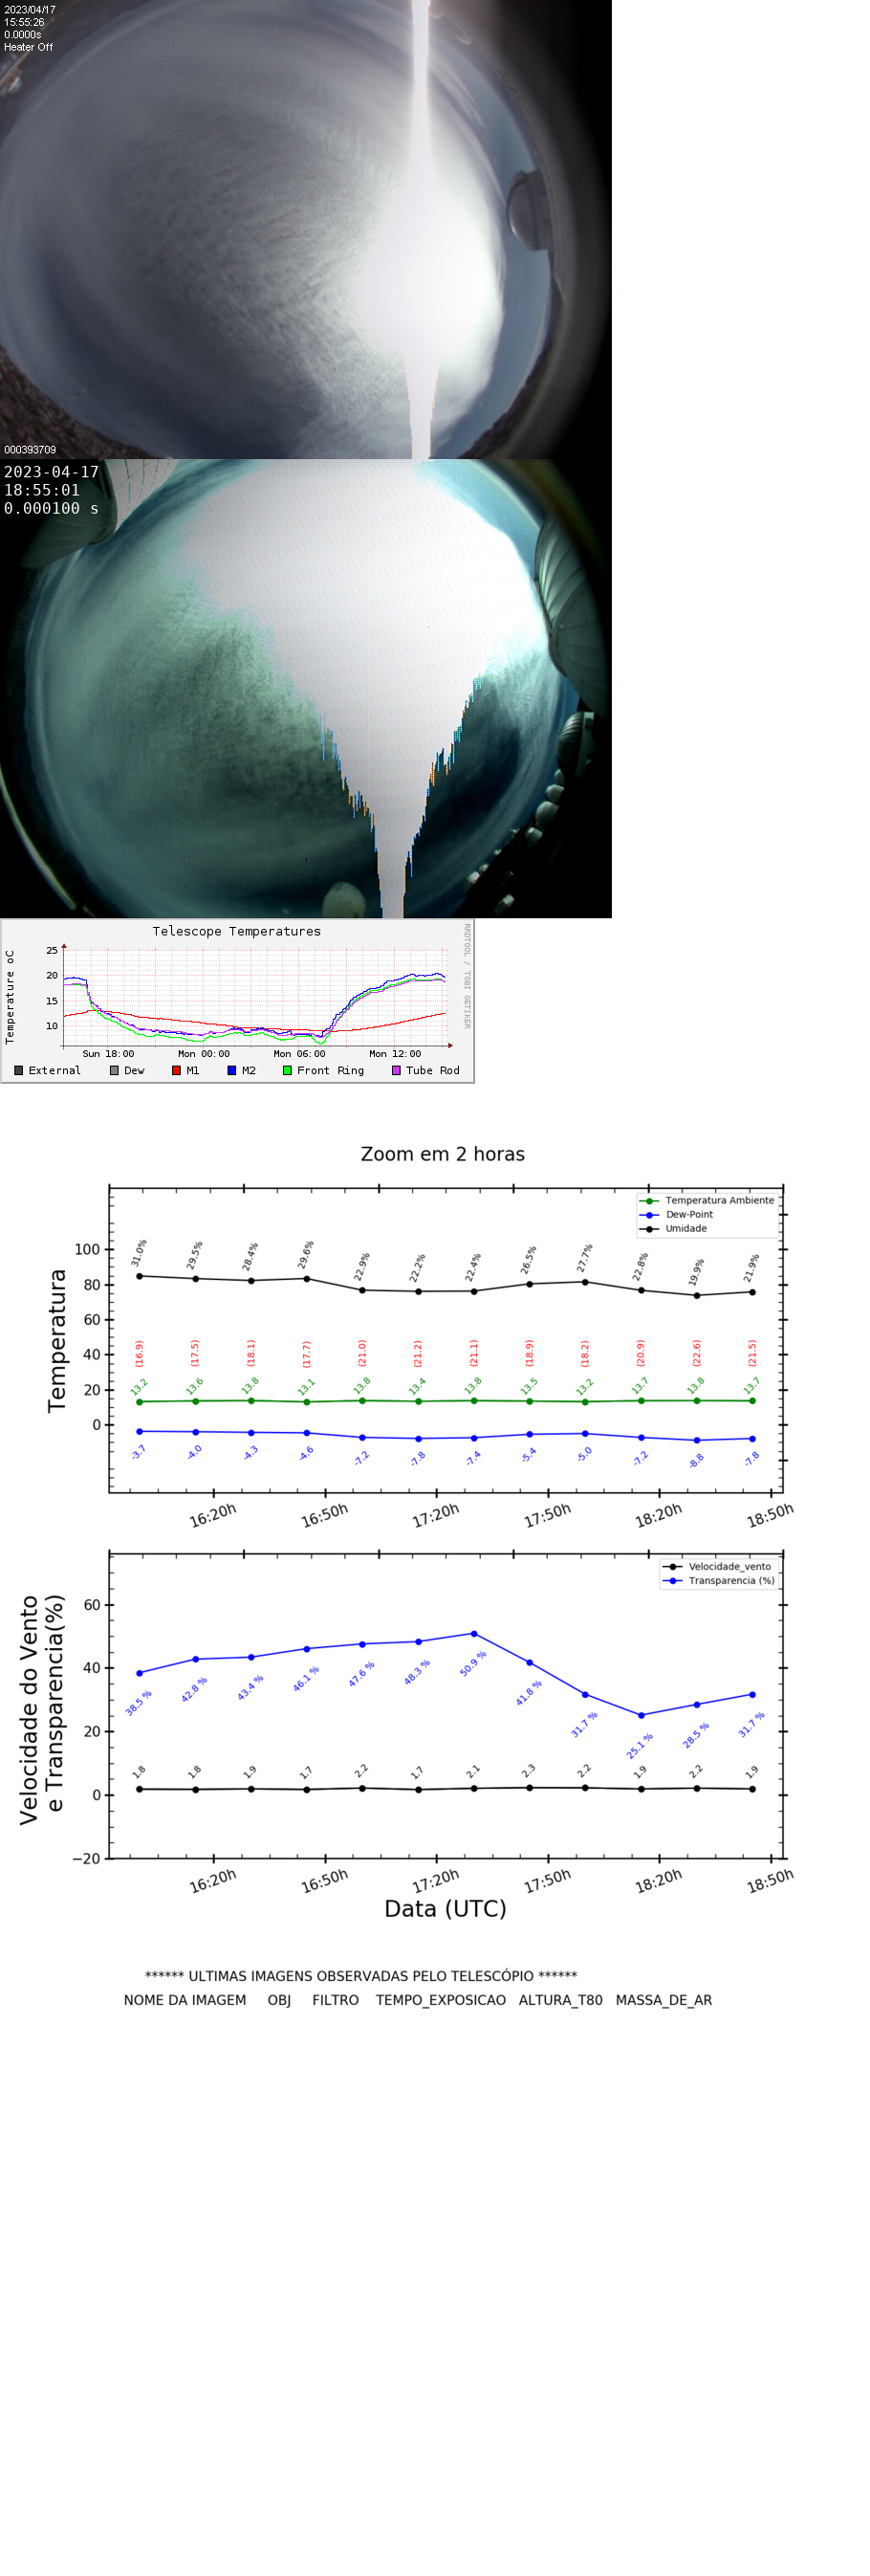 2023/04/17
15:55:26
0.0000s
Heater Off
000393709
2023-04-17
18:55:01
0.000100 s
Telescope Temperatures
RRDTOOL / TOBI OETIKER
Temperature oC
25
20
15
10
Sun 18:00 Mon 00:00 Mon 06:00 Mon 12:00
External Dew M1 M2 Front Ring Tube Rod
Zoom em 2 horas
Temperatura Ambiente
Dew-Point
Umidade
Temperatura
100
80
60
40
20
0
31.0% 29.5% 28.4% 29.6% 22.9% 22.2% 22.4% 26.5% 27.7% 22.8% 19.9% 21.9%
(16.9) (17.5) (18.1) (17.7) (21.0) (21.2) (21.1) (18.9) (18.2) (20.9) (22.6) (21.5)
13.2 13.6 13.8 13.1 13.8 13.4 13.8 13.5 13.2 13.7 13.8 13.7
-3.7 -4.0 -4.3 -4.6 -7.2 -7.8 -7.4 -5.4 -5.0 -7.2 -8.8 -7.8
16:20h 16:50h 17:20h 17:50h 18:20h 18:50h
Velocidade_vento
Transparencia (%)
Velocidade do Vento
e Transparencia(%)
60
40
20
0
−20
38.5 % 42.8 % 43.4 % 46.1 % 47.6 % 48.3 % 50.9 % 41.8 % 31.7 % 25.1 % 28.5 % 31.7 %
1.8 1.8 1.9 1.7 2.2 1.7 2.1 2.3 2.2 1.9 2.2 1.9
16:20h 16:50h 17:20h 17:50h 18:20h 18:50h
Data (UTC)
****** ULTIMAS IMAGENS OBSERVADAS PELO TELESCÓPIO ******
NOME DA IMAGEM OBJ FILTRO TEMPO_EXPOSICAO ALTURA_T80 MASSA_DE_AR